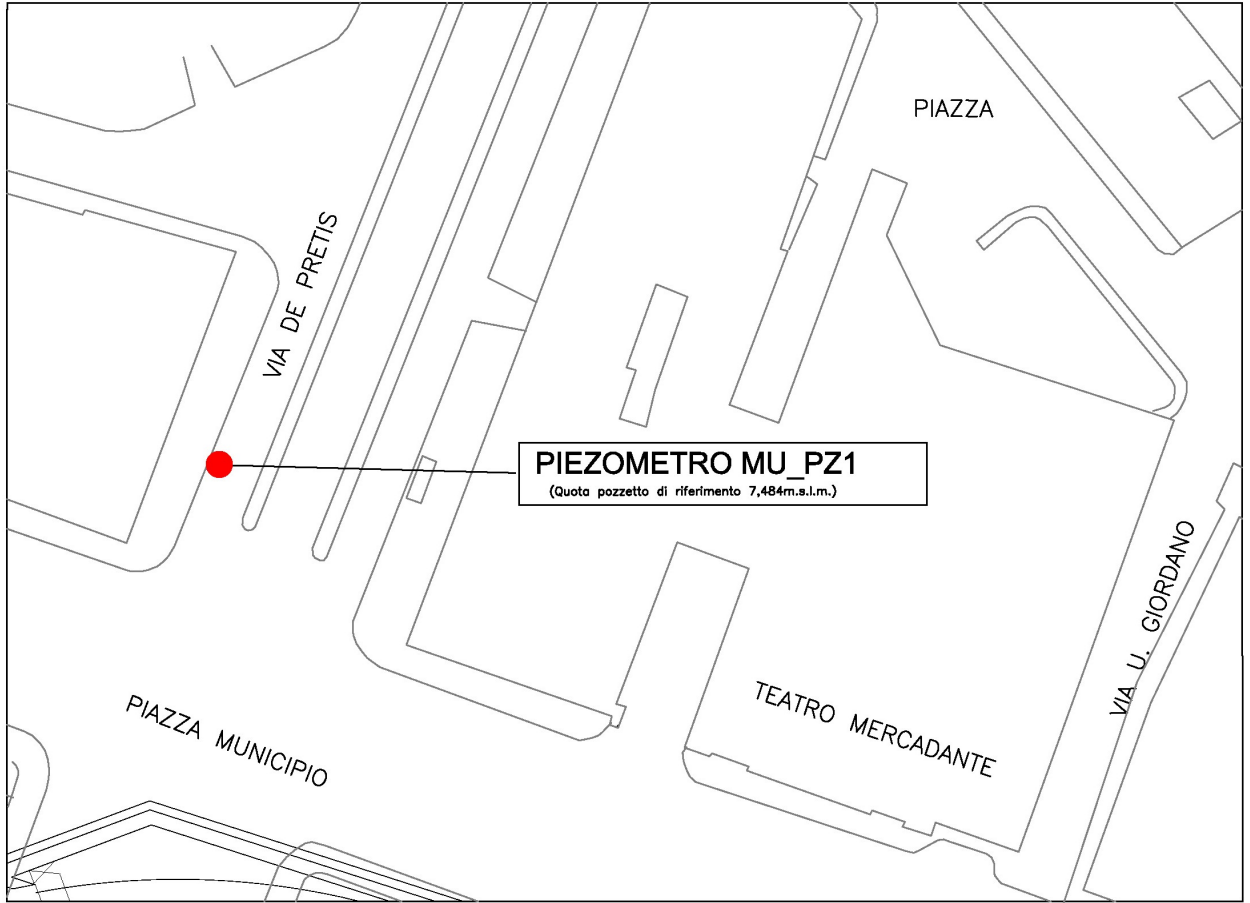 PIAZZA
VIA DE PRETIS
PIEZOMETRO MU_PZ1
(Quota pozzetto di riferimento 7,484m.s.l.m.)
VIA U. GIORDANO
TEATRO MERCADANTE
PIAZZA MUNICIPIO